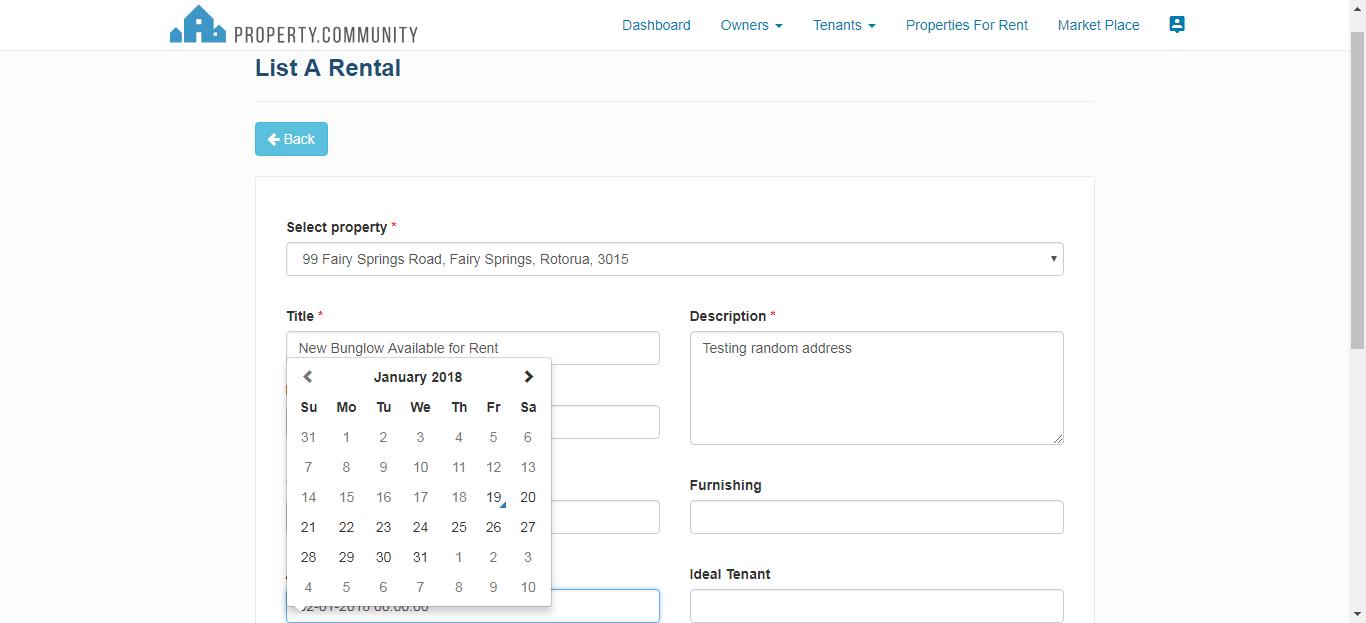 PROPERTY.COMMUNITY
Dashboard Owners Tenants Properties For Rent Market Place
List A Rental
Back
Select property *
99 Fairy Springs Road, Fairy Springs, Rotorua, 3015
Title * Description *
New Bunglow Available for Rent
Testing random address
January 2018
Su Mo Tu We Th Fr Sa
31 1 2 3 4 5 6
7 8 9 10 11 12 13
14 15 16 17 18 19 20
21 22 23 24 25 26 27
28 29 30 31 1 2 3
4 5 6 7 8 9 10
Furnishing
Ideal Tenant
02-01-2018 00:00:00